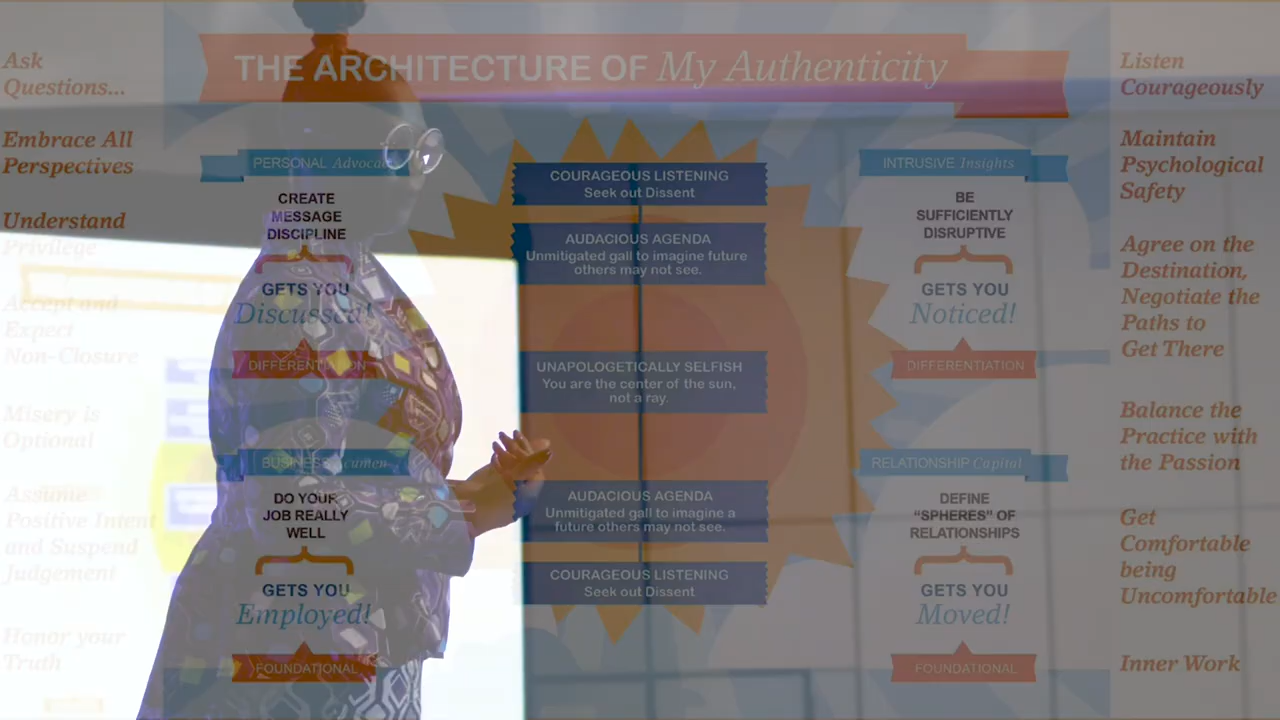 THE ARCHITECTURE OF My Authenticity
Ask
Questions...
Embrace All
Perspectives
Understand
Privilege
Accept and
Expect
Non-Closure
Misery is
Optional
Assume
Positive Intent
and Suspend
Judgement
Honor your
Truth
PERSONAL Advocacy
CREATE
MESSAGE
DISCIPLINE
GETS YOU
Discussed!
DIFFERENTIATION
BUSINESS Acumen
DO YOUR
JOB REALLY
WELL
GETS YOU
Employed!
FOUNDATIONAL
COURAGEOUS LISTENING
Seek out Dissent
AUDACIOUS AGENDA
Unmitigated gall to imagine future
others may not see.
UNAPOLOGETICALLY SELFISH
You are the center of the sun,
not a ray.
AUDACIOUS AGENDA
Unmitigated gall to imagine a
future others may not see.
COURAGEOUS LISTENING
Seek out Dissent
INTRUSIVE Insights
BE
SUFFICIENTLY
DISRUPTIVE
GETS YOU
Noticed!
DIFFERENTIATION
RELATIONSHIP Capital
DEFINE
“SPHERES” OF
RELATIONSHIPS
GETS YOU
Moved!
FOUNDATIONAL
Listen
Courageously
Maintain
Psychological
Safety
Agree on the
Destination,
Negotiate the
Paths to
Get There
Balance the
Practice with
the Passion
Get
Comfortable
being
Uncomfortable
Inner Work